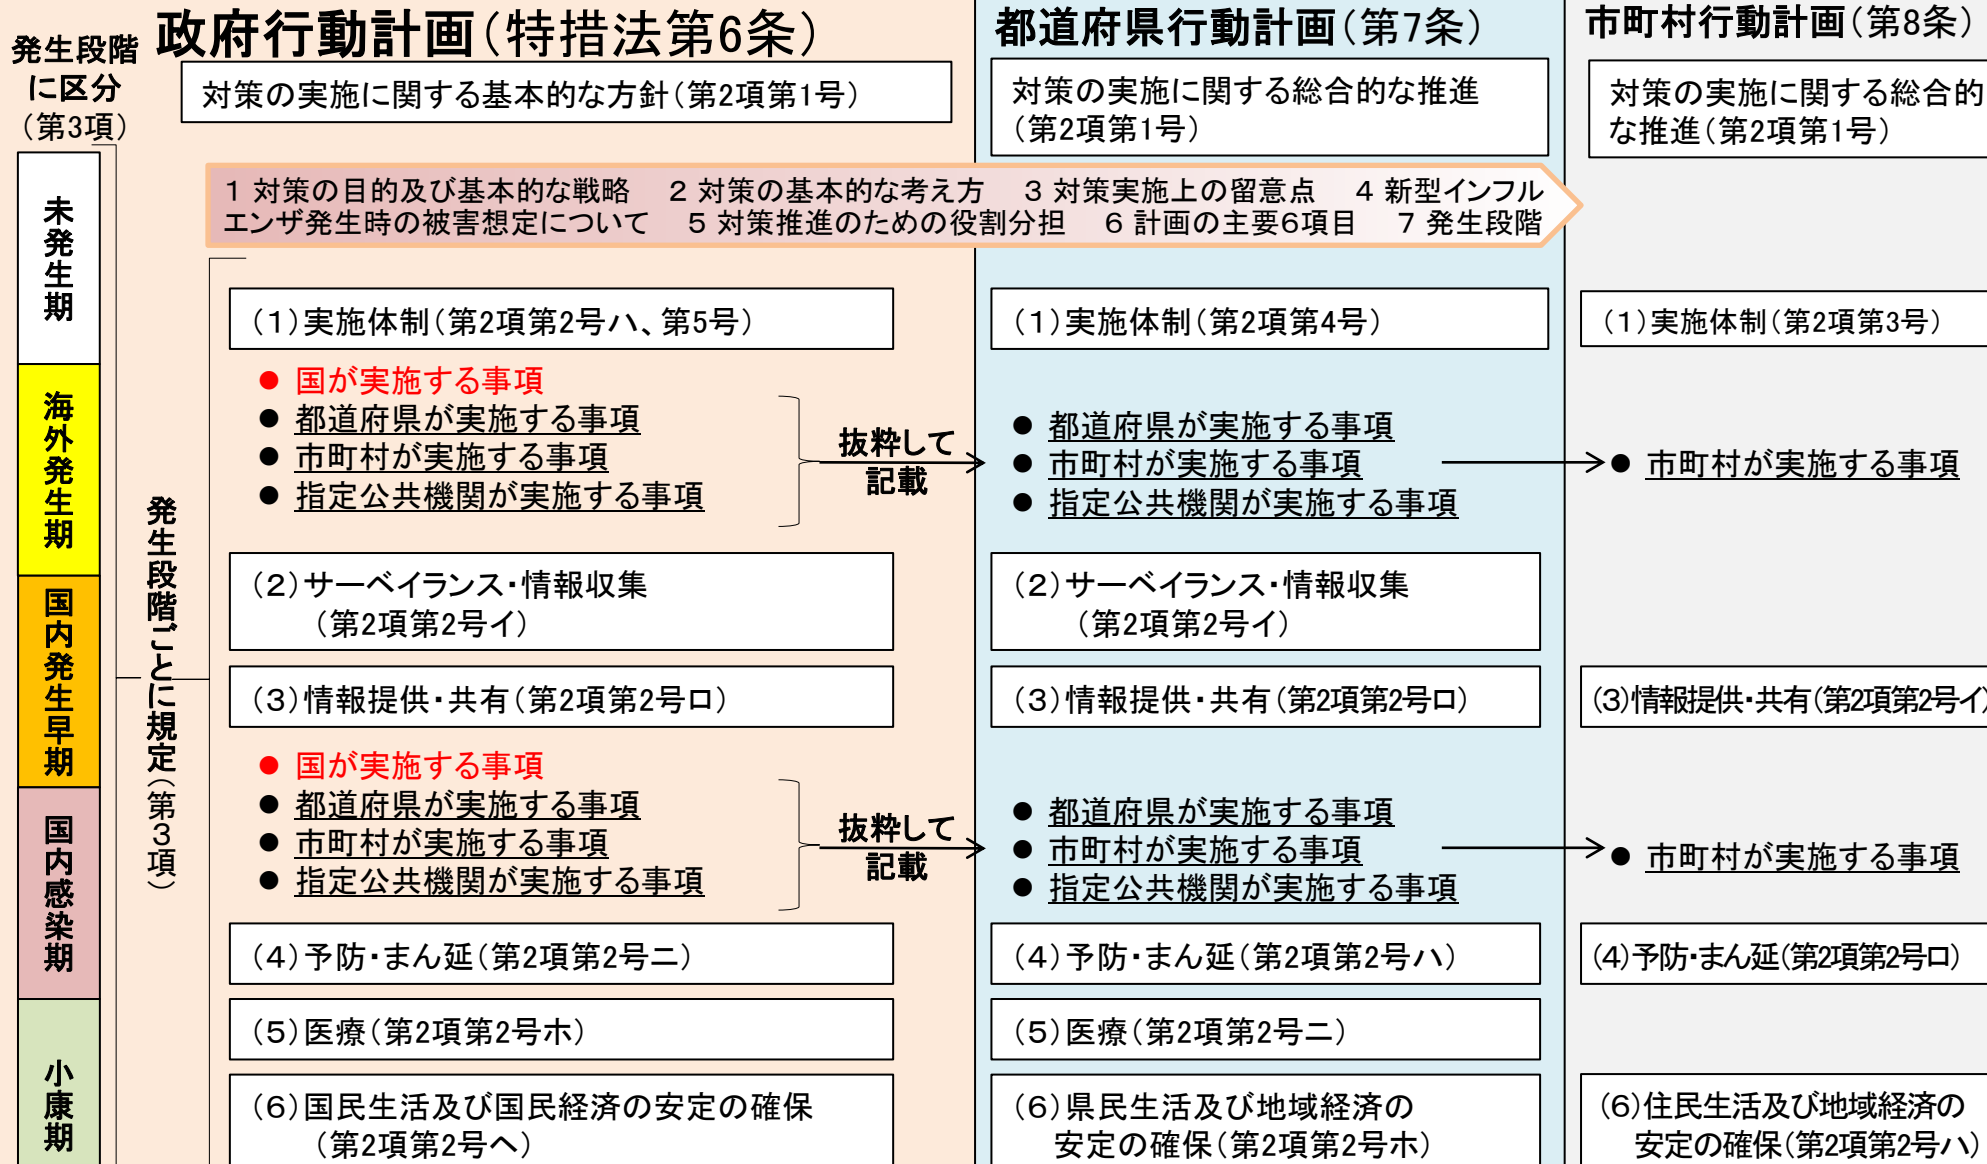 発生段階
に区分
（第3項）
未発生期
海外発生期
国内発生早期
国内感染期
小康期
発生段階ごとに規定（第3項）
政府行動計画（特措法第6条）
対策の実施に関する基本的な方針（第2項第1号）
都道府県行動計画（第7条）
対策の実施に関する総合的な推進
（第2項第1号）
市町村行動計画（第8条）
対策の実施に関する総合的
な推進（第2項第1号）
1 対策の目的及び基本的な戦略　2 対策の基本的な考え方　3 対策実施上の留意点　4 新型インフル
エンザ発生時の被害想定について　5 対策推進のための役割分担　6 計画の主要6項目　7 発生段階
（1）実施体制（第2項第2号ハ、第5号）
● 国が実施する事項
● 都道府県が実施する事項
● 市町村が実施する事項
● 指定公共機関が実施する事項
抜粋して
記載
（2）サーベイランス・情報収集
（第2項第2号イ）
（3）情報提供・共有（第2項第2号ロ）
● 国が実施する事項
● 都道府県が実施する事項
● 市町村が実施する事項
● 指定公共機関が実施する事項
抜粋して
記載
（4）予防・まん延（第2項第2号ニ）
（5）医療（第2項第2号ホ）
（6）国民生活及び国民経済の安定の確保
（第2項第2号ヘ）
（1）実施体制（第2項第4号）
● 都道府県が実施する事項
● 市町村が実施する事項
● 指定公共機関が実施する事項
（2）サーベイランス・情報収集
（第2項第2号イ）
（3）情報提供・共有（第2項第2号ロ）
● 都道府県が実施する事項
● 市町村が実施する事項
● 指定公共機関が実施する事項
（4）予防・まん延（第2項第2号ハ）
（5）医療（第2項第2号ニ）
（6）県民生活及び地域経済の
安定の確保（第2項第2号ホ）
（1）実施体制（第2項第3号）
● 市町村が実施する事項
（3）情報提供・共有（第2項第2号イ）
● 市町村が実施する事項
（4）予防・まん延（第2項第2号ロ）
（6）住民生活及び地域経済の
安定の確保（第2項第2号ハ）